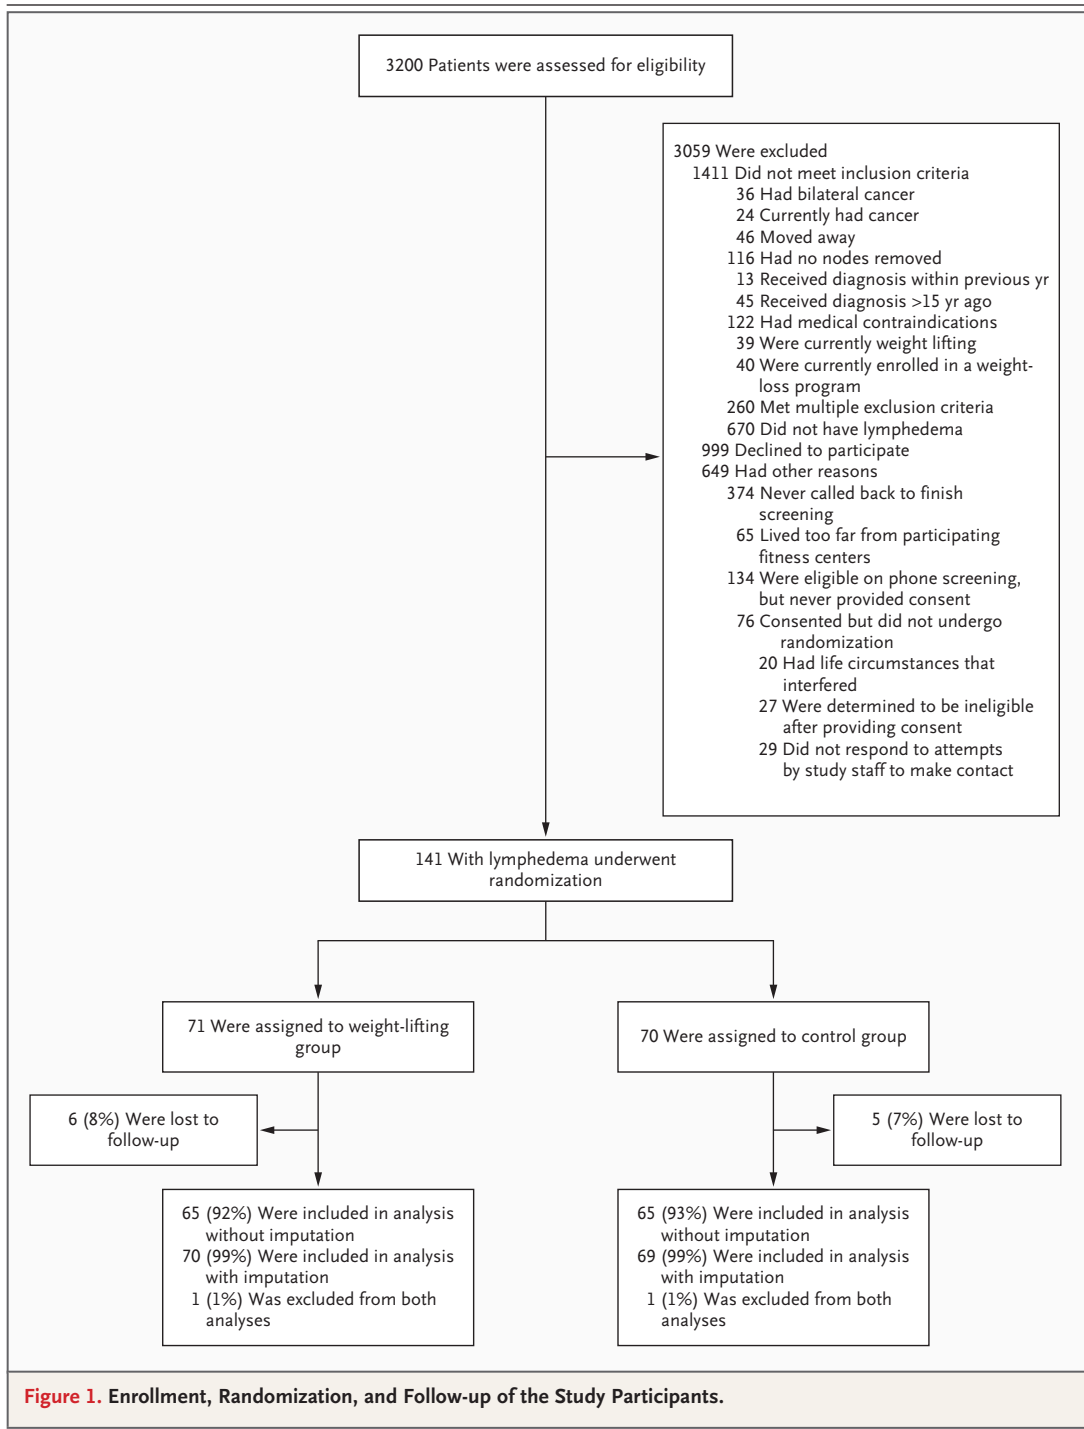 3200 Patients were assessed for eligibility
3059 Were excluded
1411 Did not meet inclusion criteria
36 Had bilateral cancer
24 Currently had cancer
46 Moved away
116 Had no nodes removed
13 Received diagnosis within previous yr
45 Received diagnosis >15 yr ago
122 Had medical contraindications
39 Were currently weight lifting
40 Were currently enrolled in a weight-
loss program
260 Met multiple exclusion criteria
670 Did not have lymphedema
999 Declined to participate
649 Had other reasons
374 Never called back to finish
screening
65 Lived too far from participating
fitness centers
134 Were eligible on phone screening,
but never provided consent
76 Consented but did not undergo
randomization
20 Had life circumstances that
interfered
27 Were determined to be ineligible
after providing consent
29 Did not respond to attempts
by study staff to make contact
141 With lymphedema underwent
randomization
71 Were assigned to weight-lifting
group
70 Were assigned to control group
6 (8%) Were lost to
follow-up
5 (7%) Were lost to
follow-up
65 (92%) Were included in analysis
without imputation
70 (99%) Were included in analysis
with imputation
1 (1%) Was excluded from both
analyses
65 (93%) Were included in analysis
without imputation
69 (99%) Were included in analysis
with imputation
1 (1%) Was excluded from both
analyses
Figure 1. Enrollment, Randomization, and Follow-up of the Study Participants.